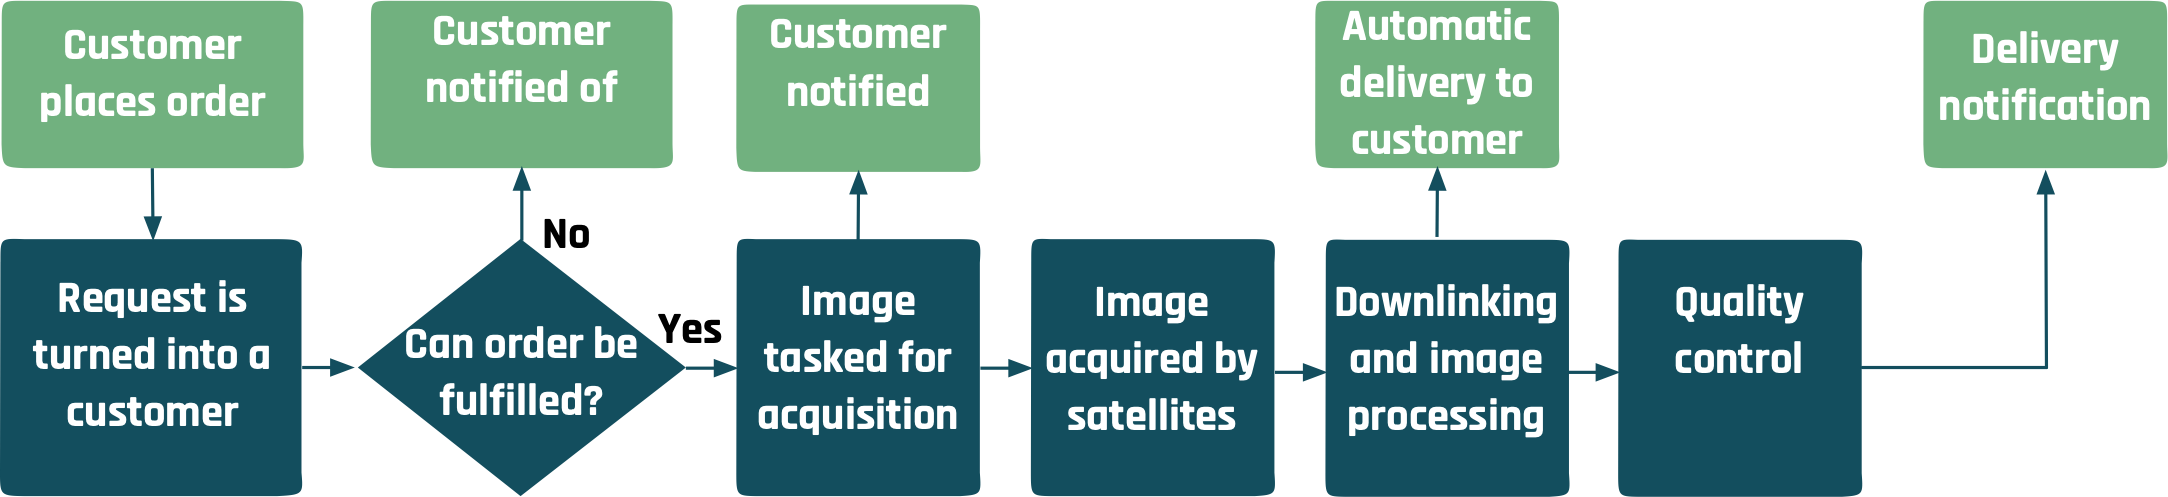 Customer
places order
Customer
notified of
Customer
notified
Automatic
delivery to
customer
Delivery
notification
No
Yes
Request is
turned into a
customer
Can order be
fulfilled?
Image
tasked for
acquisition
Image
acquired by
satellites
Downlinking
and image
processing
Quality
control